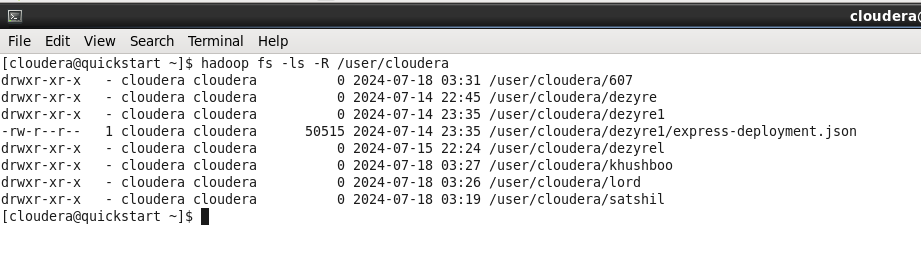 cloudera@
File Edit View Search Terminal Help
[cloudera@quickstart ~]$ hadoop fs -ls -R /user/cloudera
drwxr-xr-x   - cloudera cloudera          0 2024-07-18 03:31 /user/cloudera/607
drwxr-xr-x   - cloudera cloudera          0 2024-07-14 22:45 /user/cloudera/dezyre
drwxr-xr-x   - cloudera cloudera          0 2024-07-14 23:35 /user/cloudera/dezyre1
-rw-r--r--   1 cloudera cloudera      50515 2024-07-14 23:35 /user/cloudera/dezyre1/express-deployment.json
drwxr-xr-x   - cloudera cloudera          0 2024-07-15 22:24 /user/cloudera/dezyrel
drwxr-xr-x   - cloudera cloudera          0 2024-07-18 03:27 /user/cloudera/khushboo
drwxr-xr-x   - cloudera cloudera          0 2024-07-18 03:26 /user/cloudera/lord
drwxr-xr-x   - cloudera cloudera          0 2024-07-18 03:19 /user/cloudera/satshil
[cloudera@quickstart ~]$